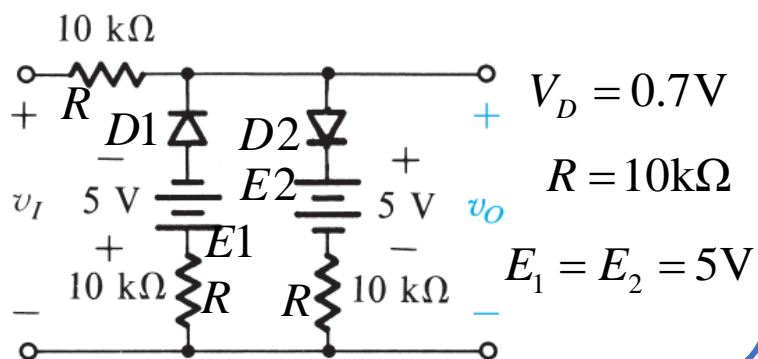 10 kΩ
R
+ D1 D2 + V_D = 0.7V
− +
v_I 5 V E2 5 V v_O R = 10kΩ
+ E1 −
10 kΩ R R 10 kΩ E_1 = E_2 = 5V
− −